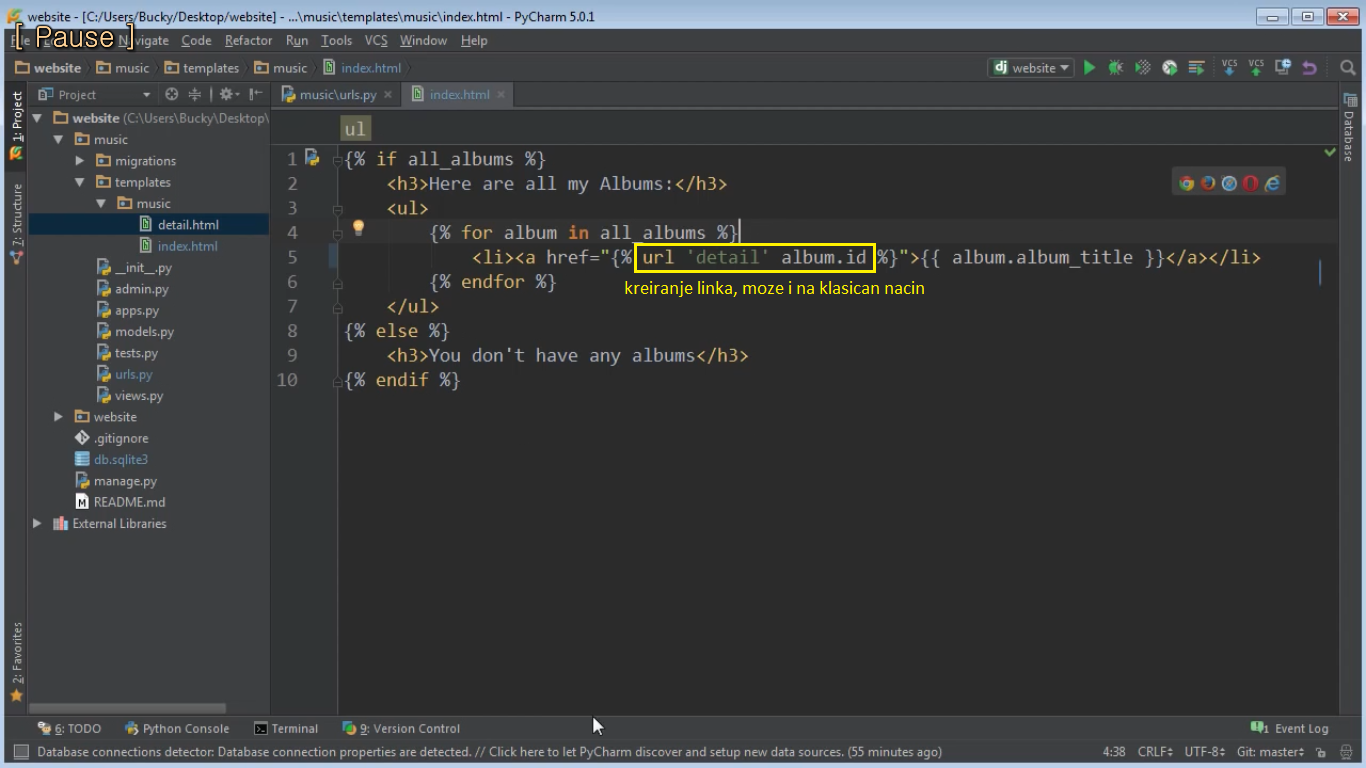 website - [C:/Users/Bucky/Desktop/website] - ...\music\templates\music\index.html - PyCharm 5.0.1
[ Pause ]
Navigate Code Refactor Run Tools VCS Window Help
website music templates music index.html
dj website VCS VCS
Project music\urls.py index.html
1: Project
7: Structure
2: Favorites
Database
website (C:\Users\Bucky\Desktop\
music
migrations
templates
music
detail.html
index.html
__init__.py
admin.py
apps.py
models.py
tests.py
urls.py
views.py
website
.gitignore
db.sqlite3
manage.py
README.md
External Libraries
ul
1 {% if all_albums %}
2 <h3>Here are all my Albums:</h3>
3 <ul>
4 {% for album in all_albums %}
5 <li><a href="{% url 'detail' album.id %}">{{ album.album_title }}</a></li>
kreiranje linka, moze i na klasican nacin
6 {% endfor %}
7 </ul>
8 {% else %}
9 <h3>You don't have any albums</h3>
10 {% endif %}
6: TODO Python Console Terminal 9: Version Control 1 Event Log
Database connections detector: Database connection properties are detected. // Click here to let PyCharm discover and setup new data sources. (55 minutes ago) 4:38 CRLF UTF-8 Git: master